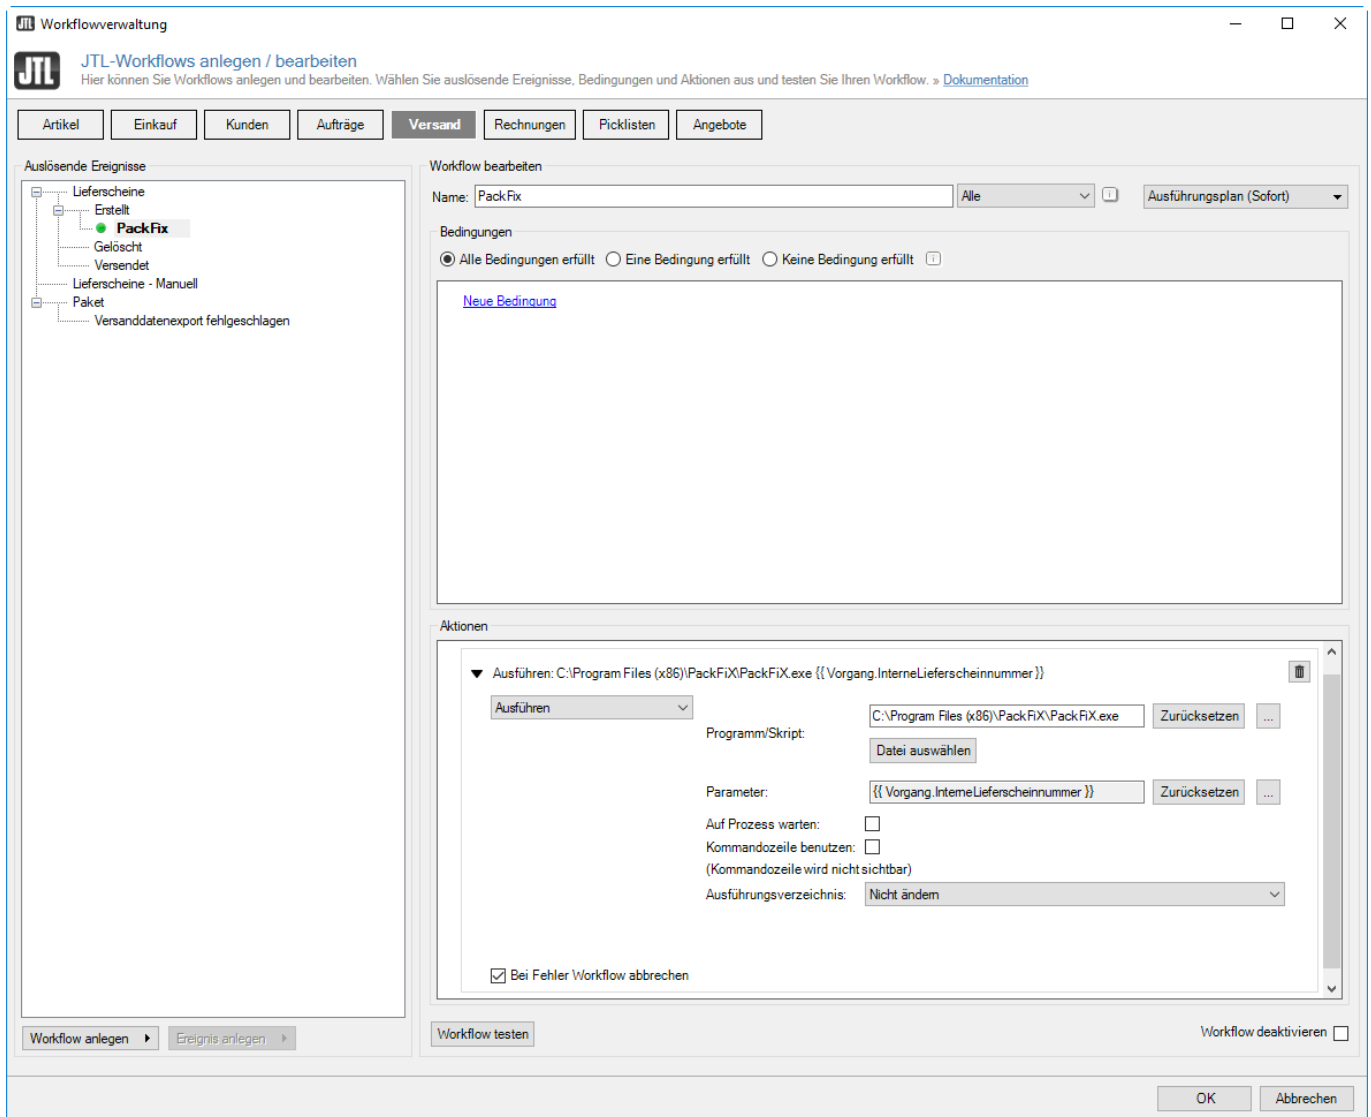 JTL Workflowverwaltung
JTL JTL-Workflows anlegen / bearbeiten
Hier können Sie Workflows anlegen und bearbeiten. Wählen Sie auslösende Ereignisse, Bedingungen und Aktionen aus und testen Sie Ihren Workflow. » Dokumentation
Artikel Einkauf Kunden Aufträge Versand Rechnungen Picklisten Angebote
Auslösende Ereignisse
Lieferscheine
Erstellt
PackFix
Gelöscht
Versendet
Lieferscheine - Manuell
Paket
Versanddatenexport fehlgeschlagen
Workflow anlegen Ereignis anlegen
Workflow bearbeiten
Name: PackFix Alle Ausführungsplan (Sofort)
Bedingungen
Alle Bedingungen erfüllt Eine Bedingung erfüllt Keine Bedingung erfüllt
Neue Bedingung
Aktionen
Ausführen: C:\Program Files (x86)\PackFiX\PackFiX.exe {{ Vorgang.InterneLieferscheinnummer }}
Ausführen
Programm/Skript: C:\Program Files (x86)\PackFiX\PackFiX.exe Zurücksetzen ...
Datei auswählen
Parameter: {{ Vorgang.InterneLieferscheinnummer }} Zurücksetzen ...
Auf Prozess warten:
Kommandozeile benutzen:
(Kommandozeile wird nicht sichtbar)
Ausführungsverzeichnis: Nicht ändern
Bei Fehler Workflow abbrechen
Workflow testen Workflow deaktivieren
OK Abbrechen